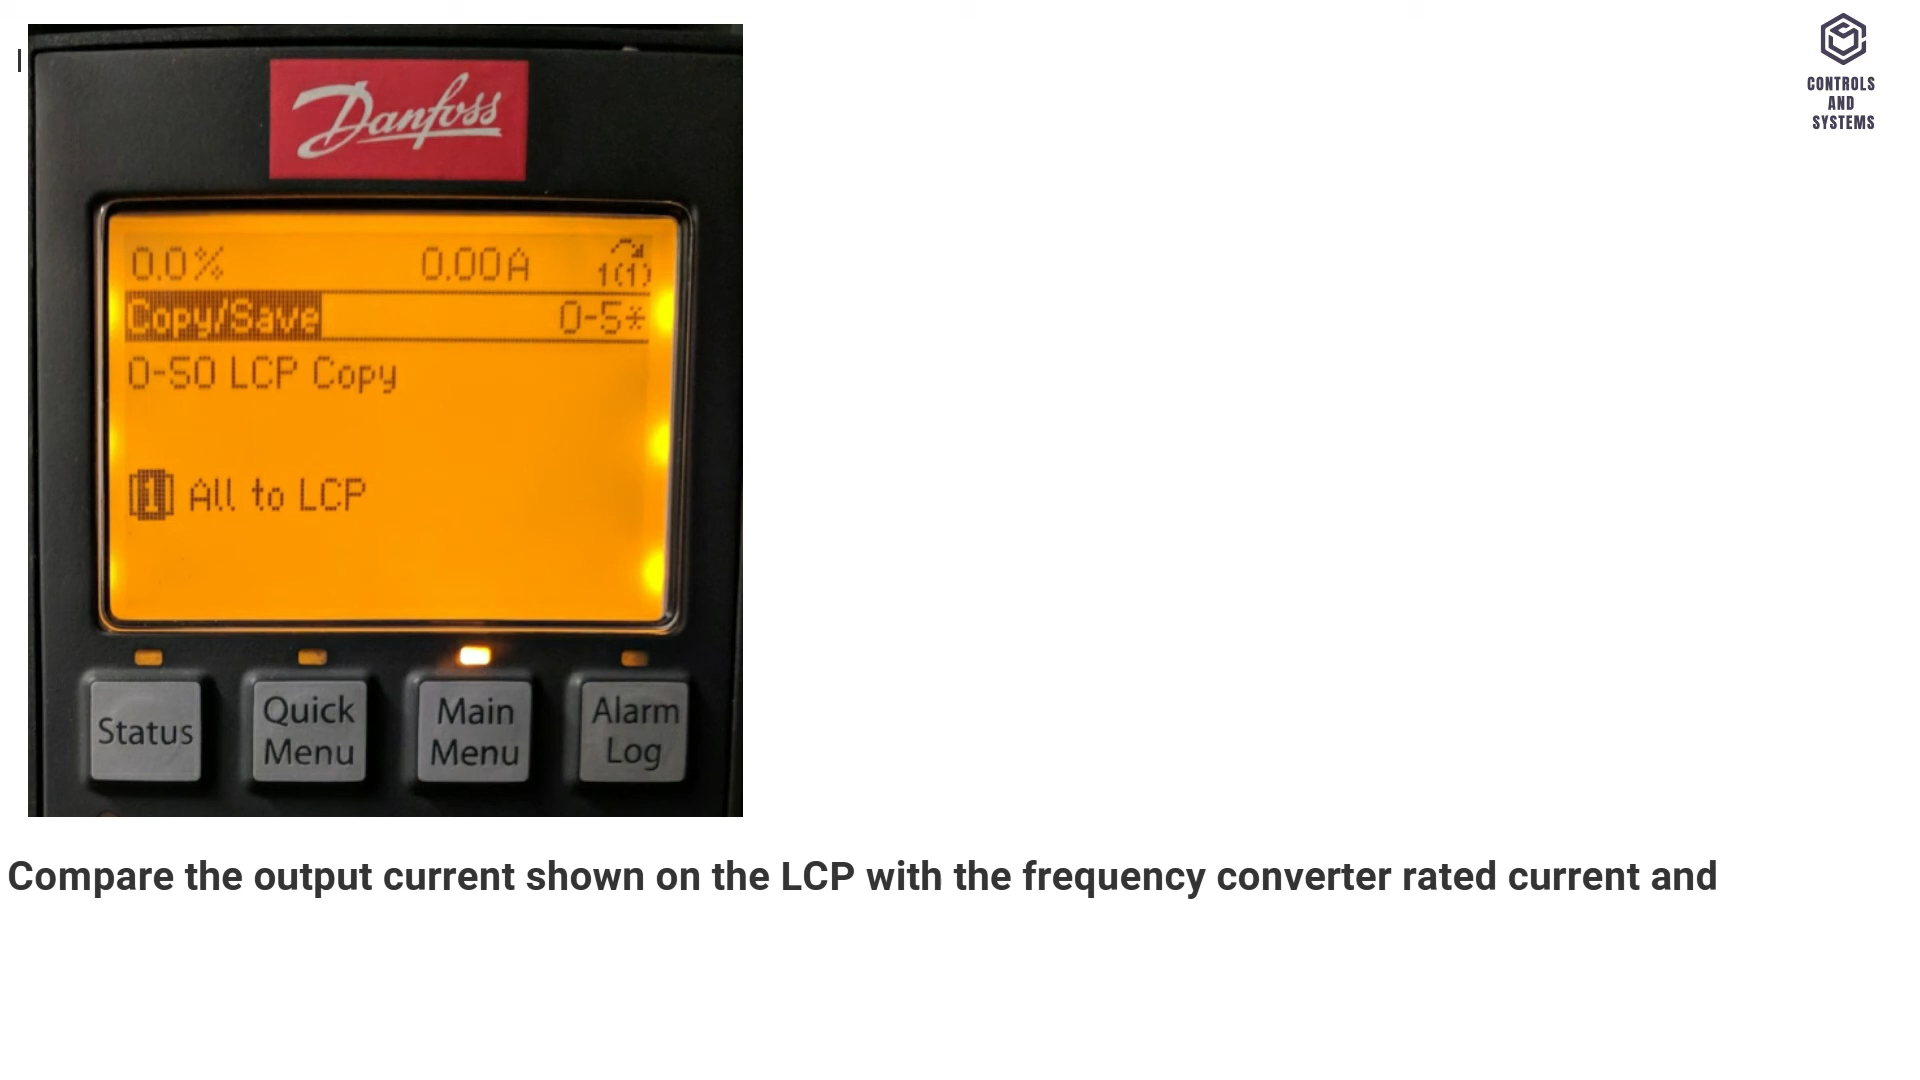 CONTROLS
AND
SYSTEMS
Danfoss
0.0% 0.00A 1(1)
Copy/Save 0-5*
0-50 LCP Copy
[1] All to LCP
Status
Quick
Menu
Main
Menu
Alarm
Log
Compare the output current shown on the LCP with the frequency converter rated current and